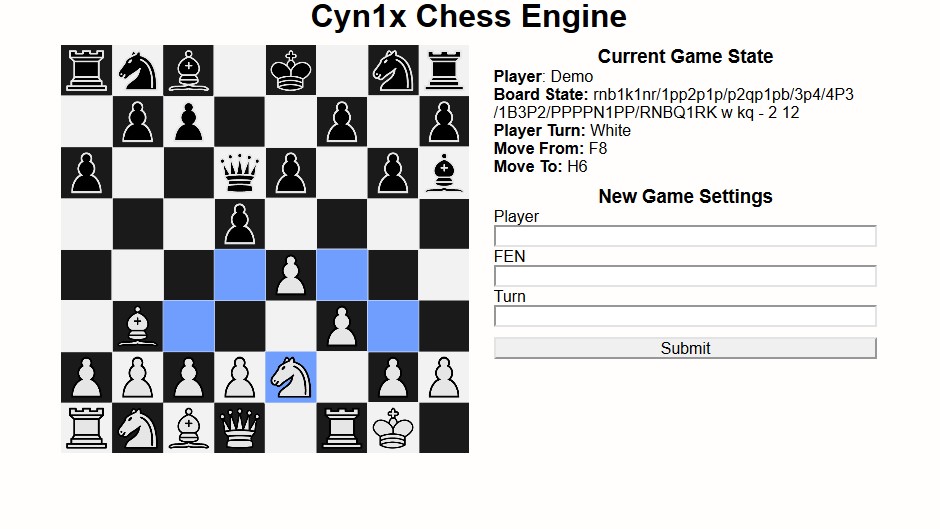 Cyn1x Chess Engine
Current Game State
Player: Demo
Board State: rnb1k1nr/1pp2p1p/p2qp1pb/3p4/4P3
/1B3P2/PPPPN1PP/RNBQ1RK w kq - 2 12
Player Turn: White
Move From: F8
Move To: H6
New Game Settings
Player
FEN
Turn
Submit